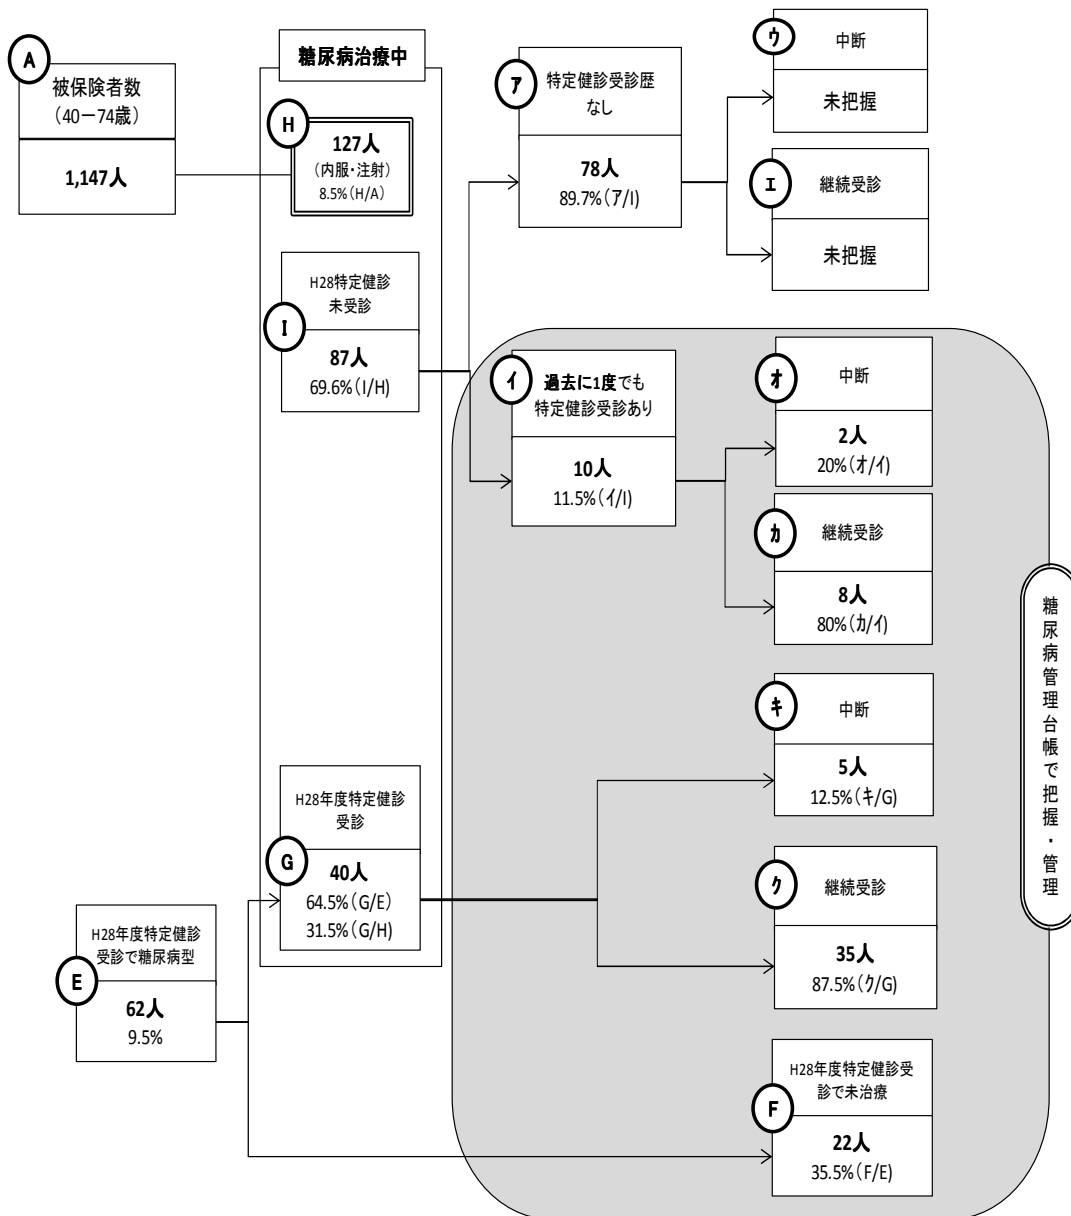 A
被保険者数
(40－74歳)
1,147人
糖尿病治療中
H
127人
(内服・注射)
8.5%(H/A)
I
H28特定健診
未受診
87人
69.6%(I/H)
ア
特定健診受診歴
なし
78人
89.7%(ア/I)
ウ
中断
未把握
エ
継続受診
未把握
イ
過去に1度でも
特定健診受診あり
10人
11.5%(イ/I)
オ
中断
2人
20%(オ/イ)
カ
継続受診
8人
80%(カ/イ)
キ
中断
5人
12.5%(キ/G)
G
H28年度特定健診
受診
40人
64.5%(G/E)
31.5%(G/H)
ク
継続受診
35人
87.5%(ク/G)
E
H28年度特定健診
受診で糖尿病型
62人
9.5%
F
H28年度特定健診受
診で未治療
22人
35.5%(F/E)
糖尿病管理台帳で把握・管理